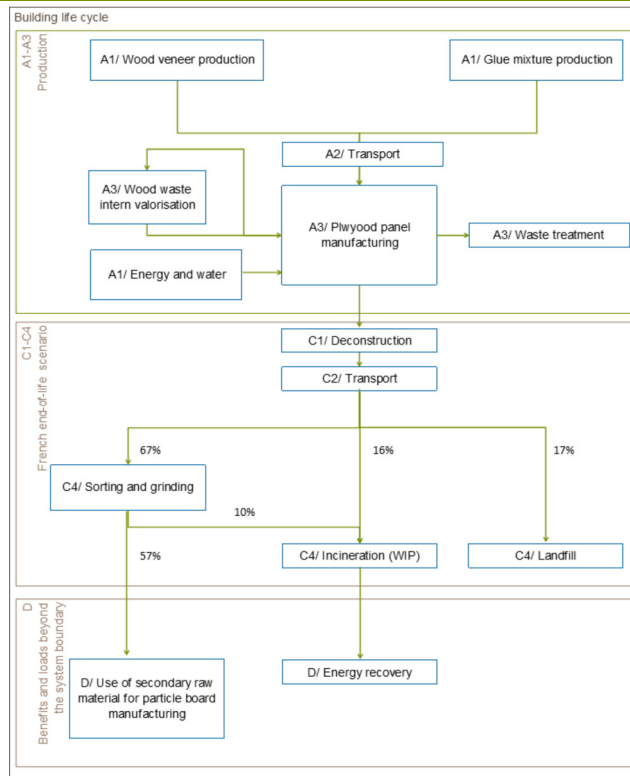 Building life cycle
A1-A3
Production
A1/ Wood veneer production
A1/ Glue mixture production
A2/ Transport
A3/ Wood waste
intern valorisation
A3/ Plwyood panel
manufacturing
A3/ Waste treatment
A1/ Energy and water
C1-C4
French end-of-life scenario
C1/ Deconstruction
C2/ Transport
67%
16%
17%
C4/ Sorting and grinding
10%
57%
C4/ Incineration (WIP)
C4/ Landfill
D
Benefits and loads beyond
the system boundary
D/ Use of secondary raw
material for particle board
manufacturing
D/ Energy recovery